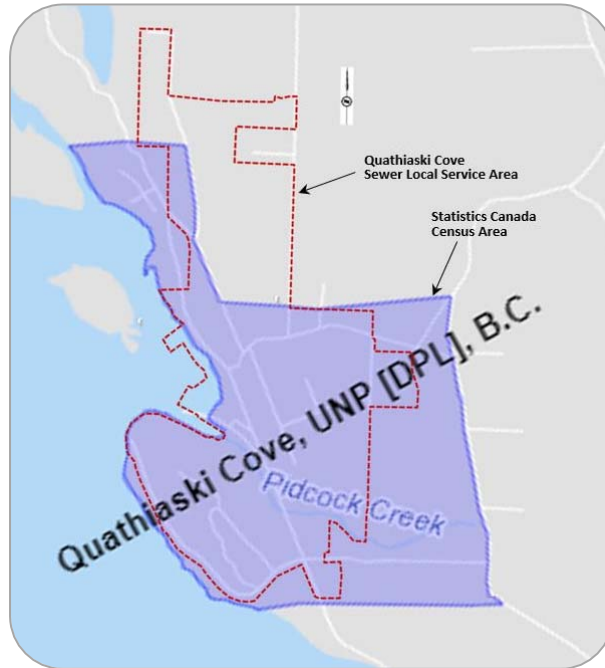 Quathiaski Cove
Sewer Local Service Area
Statistics Canada
Census Area
Quathiaski Cove, UNP [DPL], B.C.
Pidcock Creek